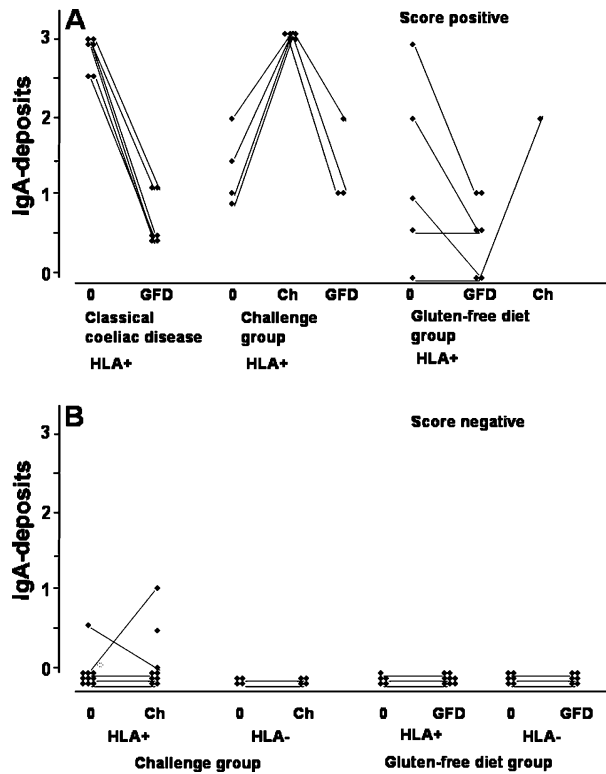 A
Score positive
3
2
1
0
IgA-deposits
0 GFD 0 Ch GFD 0 GFD Ch
Classical coeliac disease
Challenge group
Gluten-free diet group
HLA+ HLA+ HLA+
B
Score negative
3
2
1
0
IgA-deposits
0 Ch 0 Ch 0 GFD 0 GFD
HLA+ HLA- HLA+ HLA-
Challenge group Gluten-free diet group